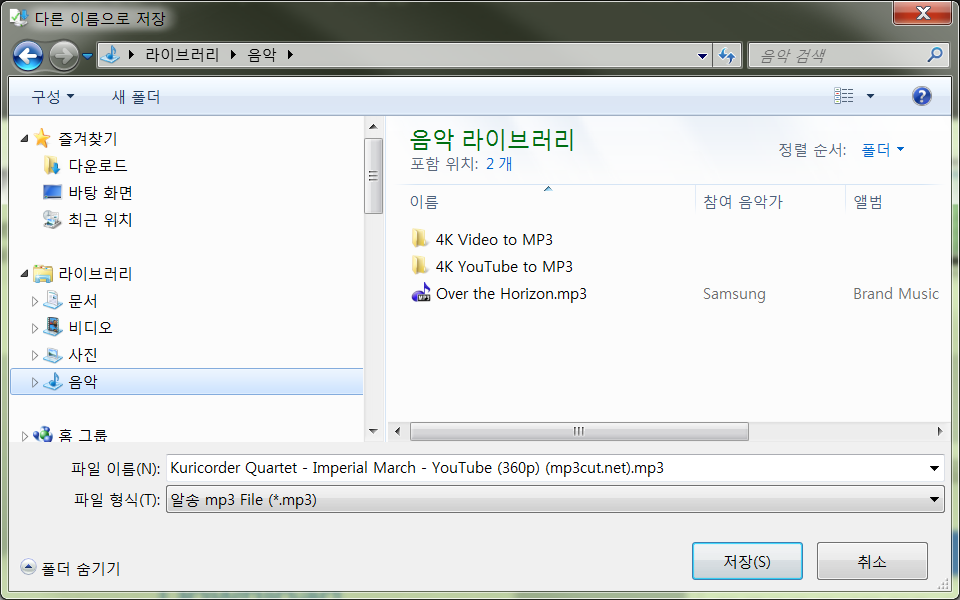 다른 이름으로 저장
라이브러리 음악
음악 검색
구성 새 폴더
즐겨찾기
다운로드
바탕 화면
최근 위치
라이브러리
문서
비디오
사진
음악
홈 그룹
음악 라이브러리
포함 위치: 2 개
정렬 순서: 폴더
이름 참여 음악가 앨범
4K Video to MP3
4K YouTube to MP3
Over the Horizon.mp3 Samsung Brand Music
파일 이름(N): Kuricorder Quartet - Imperial March - YouTube (360p) (mp3cut.net).mp3
파일 형식(T): 알송 mp3 File (*.mp3)
폴더 숨기기
저장(S) 취소